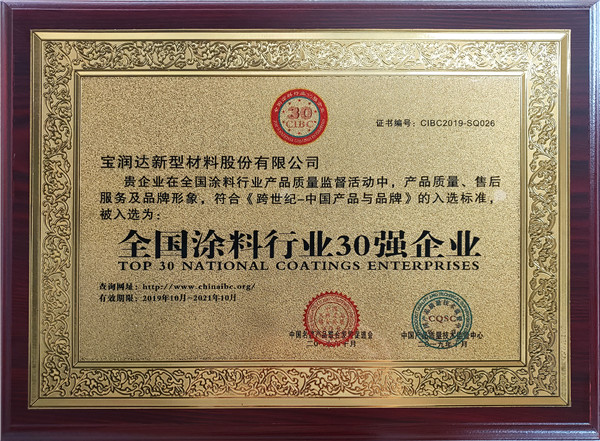 30
CIBC
证书编号：CIBC2019-SQ026
宝润达新型材料股份有限公司
贵企业在全国涂料行业产品质量监督活动中，产品质量、售后
服务及品牌形象，符合《跨世纪-中国产品与品牌》的入选标准，
被入选为：
全国涂料行业30强企业
TOP 30 NATIONAL COATINGS ENTERPRISES
查询网址：http://www.chinaibc.org/
有效期限：2019年10月-2021年10月
CQSC